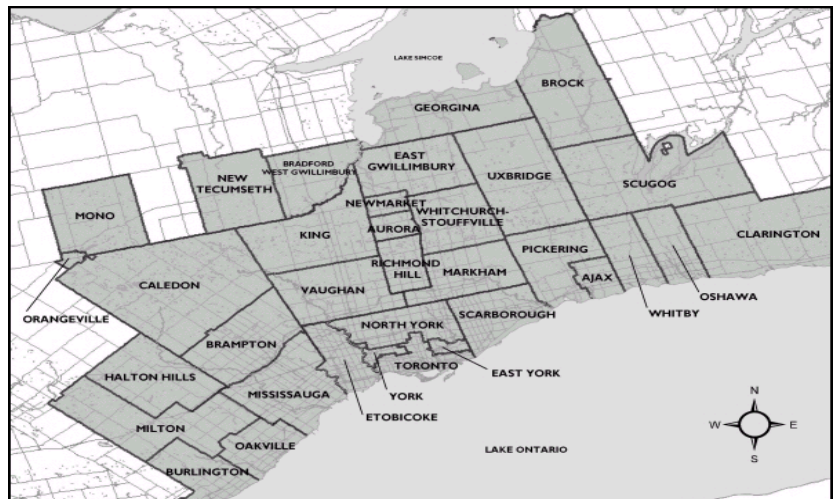 LAKE SIMCOE
BROCK
GEORGINA
BRADFORD
WEST GWILLIMBURY
EAST
GWILLIMBURY
NEW
TECUMSETH
UXBRIDGE
SCUGOG
MONO
NEWMARKET
WHITCHURCH-
STOUFFVILLE
KING
AURORA
CLARINGTON
PICKERING
RICHMOND
HILL
MARKHAM
AJAX
CALEDON
VAUGHAN
OSHAWA
ORANGEVILLE
SCARBOROUGH
WHITBY
NORTH YORK
BRAMPTON
TORONTO
EAST YORK
HALTON HILLS
MISSISSAUGA
YORK
ETOBICOKE
MILTON
OAKVILLE
LAKE ONTARIO
BURLINGTON
N
W
E
S